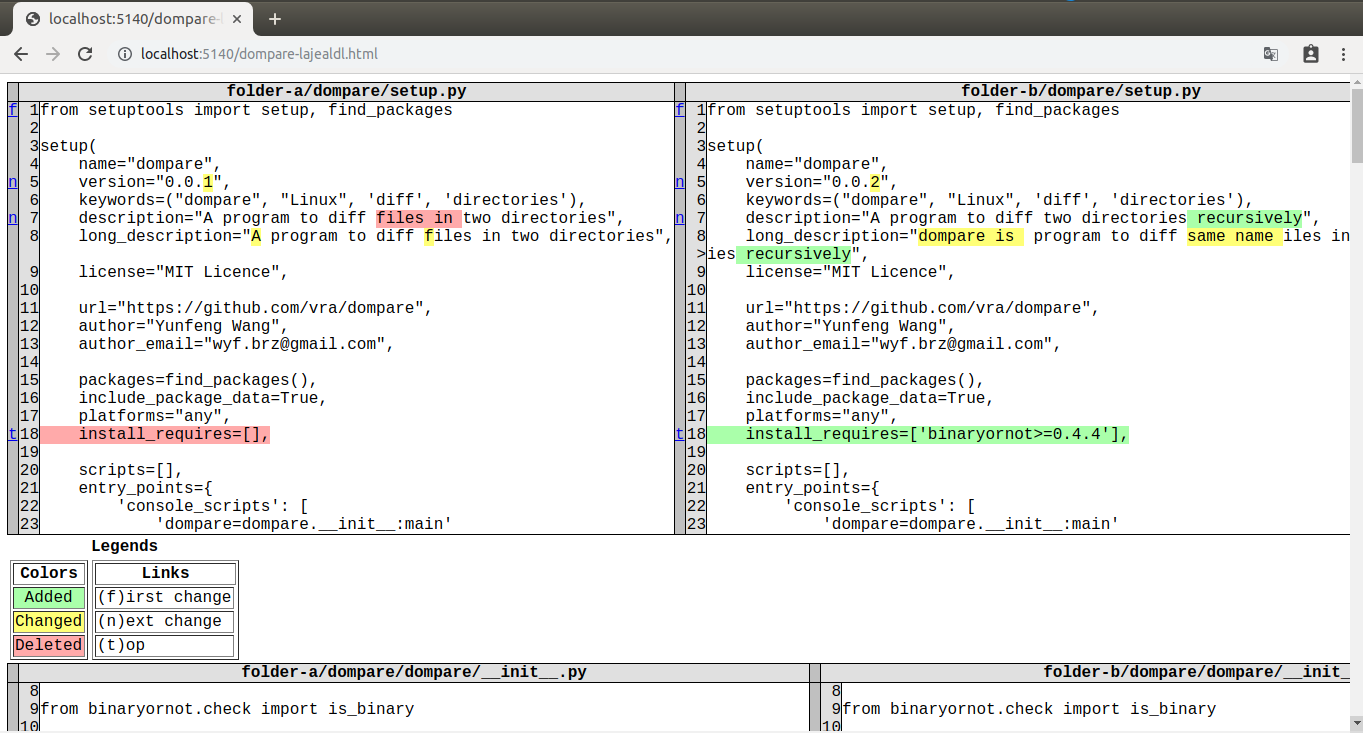 localhost:5140/dompare-l
localhost:5140/dompare-lajealdl.html
folder-a/dompare/setup.py
f 1 from setuptools import setup, find_packages
2
3 setup(
4     name="dompare",
n 5     version="0.0.1",
6     keywords=("dompare", "Linux", 'diff', 'directories'),
n 7     description="A program to diff files in two directories",
8     long_description="A program to diff files in two directories",
9     license="MIT Licence",
10
11     url="https://github.com/vra/dompare",
12     author="Yunfeng Wang",
13     author_email="wyf.brz@gmail.com",
14
15     packages=find_packages(),
16     include_package_data=True,
17     platforms="any",
t 18     install_requires=[],
19
20     scripts=[],
21     entry_points={
22         'console_scripts': [
23             'dompare=dompare.__init__:main'
folder-b/dompare/setup.py
f 1 from setuptools import setup, find_packages
2
3 setup(
4     name="dompare",
n 5     version="0.0.2",
6     keywords=("dompare", "Linux", 'diff', 'directories'),
n 7     description="A program to diff two directories recursively",
8     long_description="dompare is  program to diff same name iles in
> ies recursively",
9     license="MIT Licence",
10
11     url="https://github.com/vra/dompare",
12     author="Yunfeng Wang",
13     author_email="wyf.brz@gmail.com",
14
15     packages=find_packages(),
16     include_package_data=True,
17     platforms="any",
t 18     install_requires=['binaryornot>=0.4.4'],
19
20     scripts=[],
21     entry_points={
22         'console_scripts': [
23             'dompare=dompare.__init__:main'
Legends
Colors
Added
Changed
Deleted
Links
(f)irst change
(n)ext change
(t)op
folder-a/dompare/dompare/__init__.py
8
9 from binaryornot.check import is_binary
10
folder-b/dompare/dompare/__init_
8
9 from binaryornot.check import is_binary
10